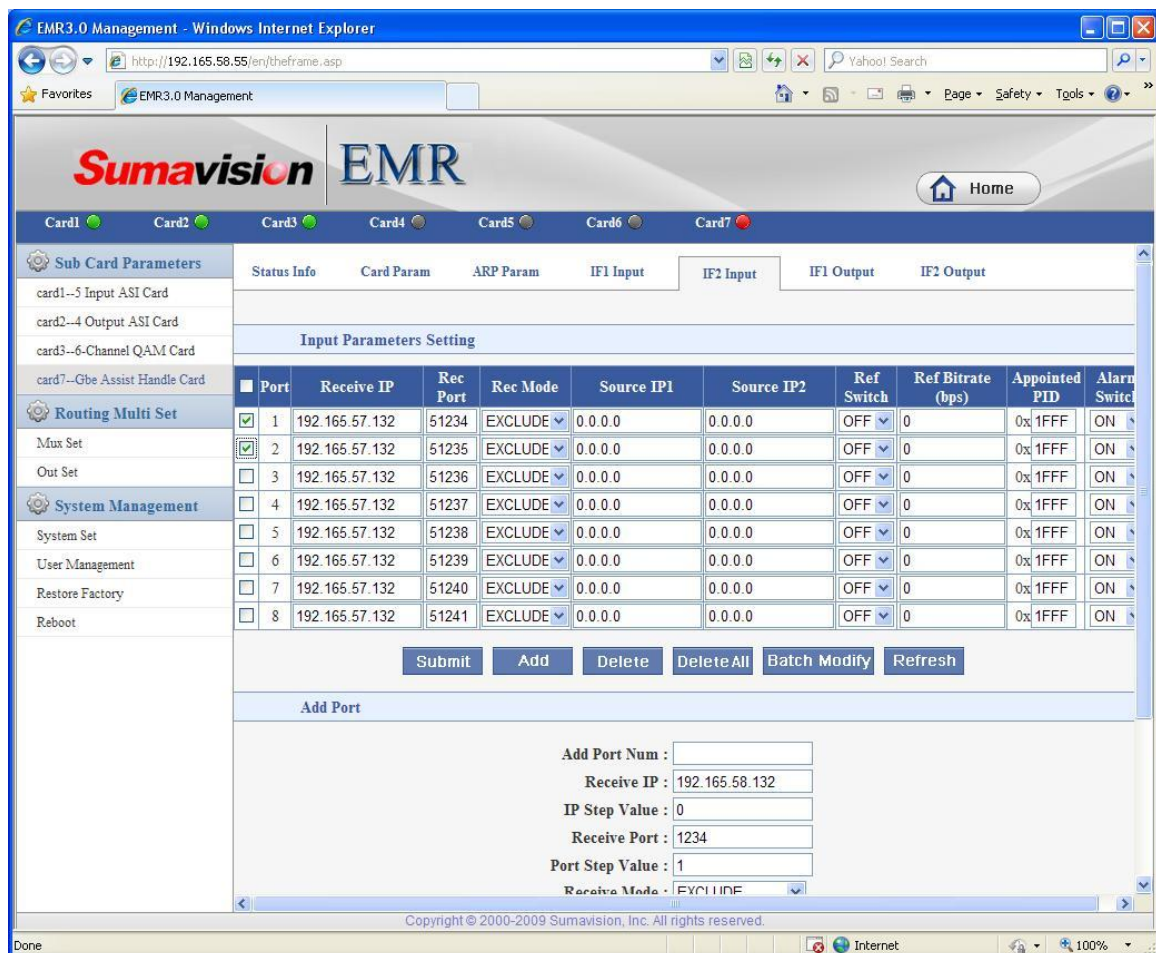 EMR3.0 Management - Windows Internet Explorer
http://192.165.58.55/en/theframe.asp
Yahoo! Search
Favorites EMR3.0 Management Page Safety Tools »
Sumavision EMR
Home
Card1 Card2 Card3 Card4 Card5 Card6 Card7
Sub Card Parameters
card1--5 Input ASI Card
card2--4 Output ASI Card
card3--6-Channel QAM Card
card7--Gbe Assist Handle Card
Routing Multi Set
Mux Set
Out Set
System Management
System Set
User Management
Restore Factory
Reboot
Status Info Card Param ARP Param IF1 Input IF2 Input IF1 Output IF2 Output
Input Parameters Setting
Port Receive IP Rec Port Rec Mode Source IP1 Source IP2 Ref Switch Ref Bitrate (bps) Appointed PID Alarm
1 192.165.57.132 51234 EXCLUDE 0.0.0.0 0.0.0.0 OFF 0 0x 1FFF ON
2 192.165.57.132 51235 EXCLUDE 0.0.0.0 0.0.0.0 OFF 0 0x 1FFF ON
3 192.165.57.132 51236 EXCLUDE 0.0.0.0 0.0.0.0 OFF 0 0x 1FFF ON
4 192.165.57.132 51237 EXCLUDE 0.0.0.0 0.0.0.0 OFF 0 0x 1FFF ON
5 192.165.57.132 51238 EXCLUDE 0.0.0.0 0.0.0.0 OFF 0 0x 1FFF ON
6 192.165.57.132 51239 EXCLUDE 0.0.0.0 0.0.0.0 OFF 0 0x 1FFF ON
7 192.165.57.132 51240 EXCLUDE 0.0.0.0 0.0.0.0 OFF 0 0x 1FFF ON
8 192.165.57.132 51241 EXCLUDE 0.0.0.0 0.0.0.0 OFF 0 0x 1FFF ON
Submit Add Delete Delete All Batch Modify Refresh
Add Port
Add Port Num :
Receive IP : 192.165.58.132
IP Step Value : 0
Receive Port : 1234
Port Step Value : 1
Receive Mode : EXCLUDE
Copyright © 2000-2009 Sumavision, Inc. All rights reserved.
Done Internet 100%